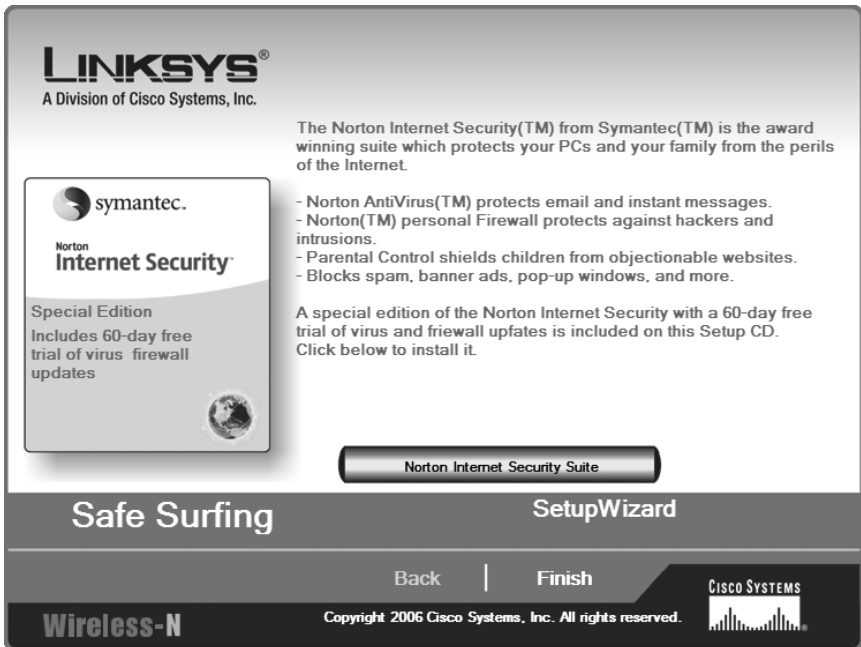 LINKSYS®
A Division of Cisco Systems, Inc.
The Norton Internet Security(TM) from Symantec(TM) is the award
winning suite which protects your PCs and your family from the perils
of the Internet.
- Norton AntiVirus(TM) protects email and instant messages.
- Norton(TM) personal Firewall protects against hackers and
intrusions.
- Parental Control shields children from objectionable websites.
- Blocks spam, banner ads, pop-up windows, and more.
A special edition of the Norton Internet Security with a 60-day free
trial of virus and friewall upfates is included on this Setup CD.
Click below to install it.
symantec.
Norton
Internet Security
Special Edition
Includes 60-day free
trial of virus firewall
updates
Norton Internet Security Suite
Safe Surfing
SetupWizard
Back
Finish
CISCO SYSTEMS
Wireless-N
Copyright 2006 Cisco Systems, Inc. All rights reserved.